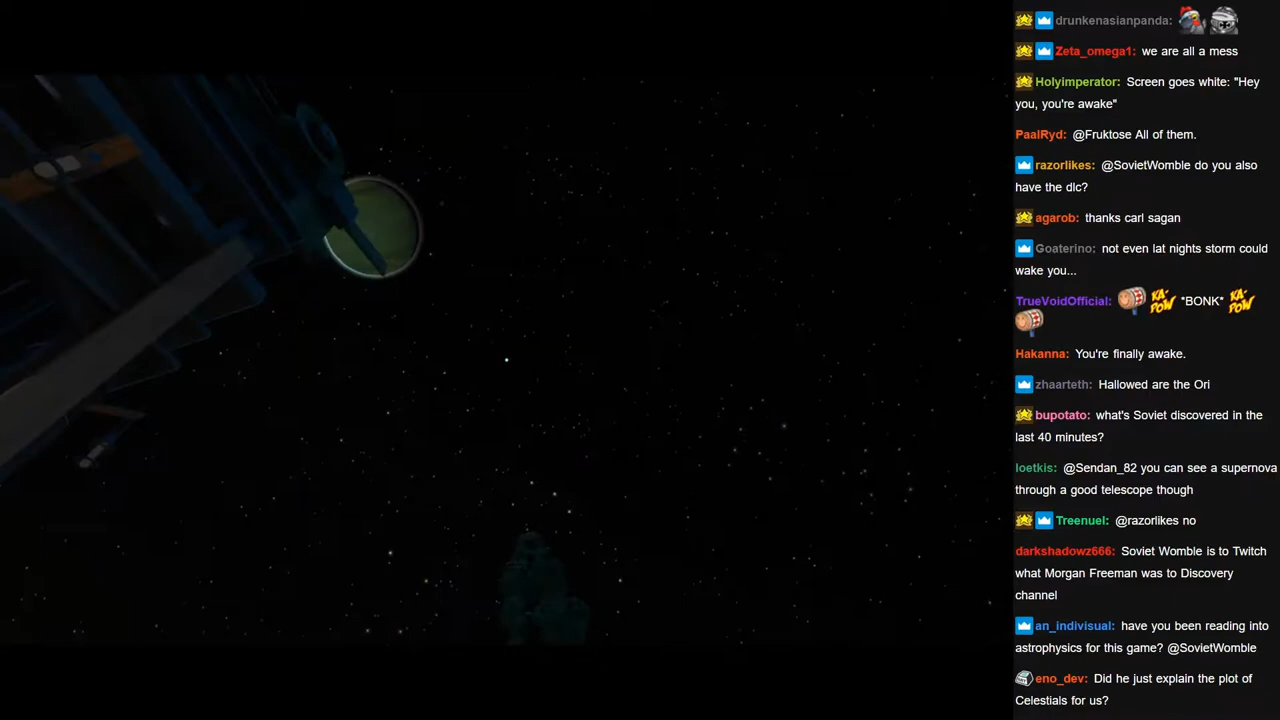 drunkenasianpanda:
Zeta_omega1: we are all a mess
Holyimperator: Screen goes white: "Hey
you, you're awake"
PaalRyd: @Fruktose All of them.
razorlikes: @SovietWomble do you also
have the dlc?
agarob: thanks carl sagan
Goaterino: not even lat nights storm could
wake you...
TrueVoidOfficial: KA-POW *BONK* KA-POW
Hakanna: You're finally awake.
zhaarteth: Hallowed are the Ori
bupotato: what's Soviet discovered in the
last 40 minutes?
loetkis: @Sendan_82 you can see a supernova
through a good telescope though
Treenuel: @razorlikes no
darkshadowz666: Soviet Womble is to Twitch
what Morgan Freeman was to Discovery
channel
an_indivisual: have you been reading into
astrophysics for this game? @SovietWomble
eno_dev: Did he just explain the plot of
Celestials for us?